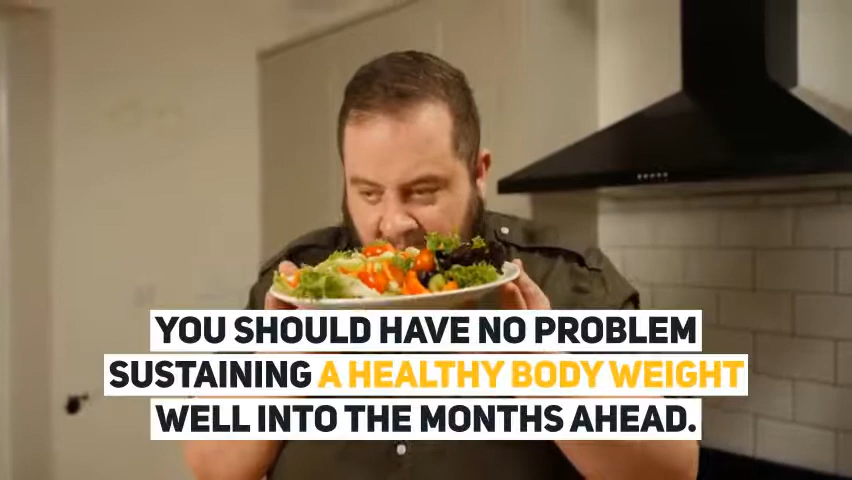 YOU SHOULD HAVE NO PROBLEM
SUSTAINING A HEALTHY BODY WEIGHT
WELL INTO THE MONTHS AHEAD.